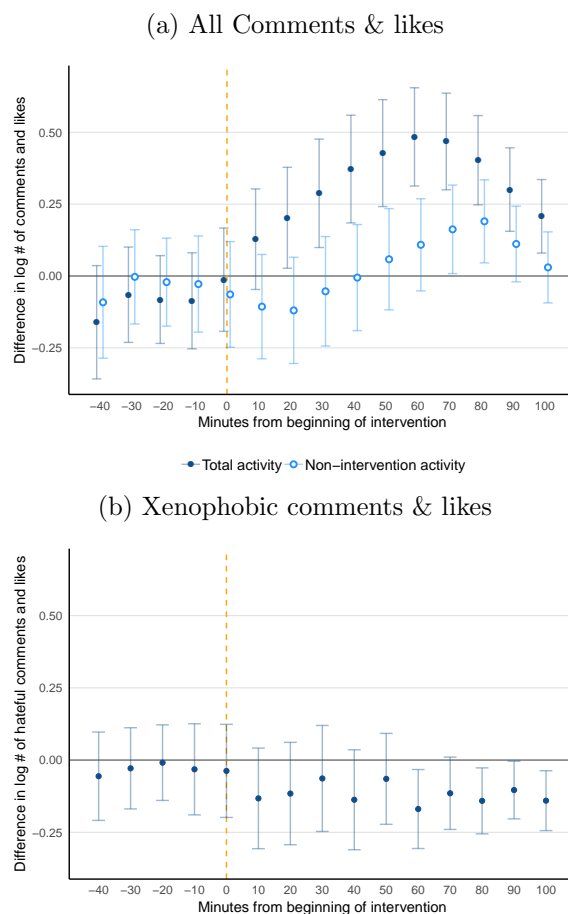 (a) All Comments & likes
Difference in log # of comments and likes
0.50
0.25
0.00
−0.25
−40 −30 −20 −10 0 10 20 30 40 50 60 70 80 90 100
Minutes from beginning of intervention
Total activity Non−intervention activity
(b) Xenophobic comments & likes
Difference in log # of hateful comments and likes
0.50
0.25
0.00
−0.25
−40 −30 −20 −10 0 10 20 30 40 50 60 70 80 90 100
Minutes from beginning of intervention